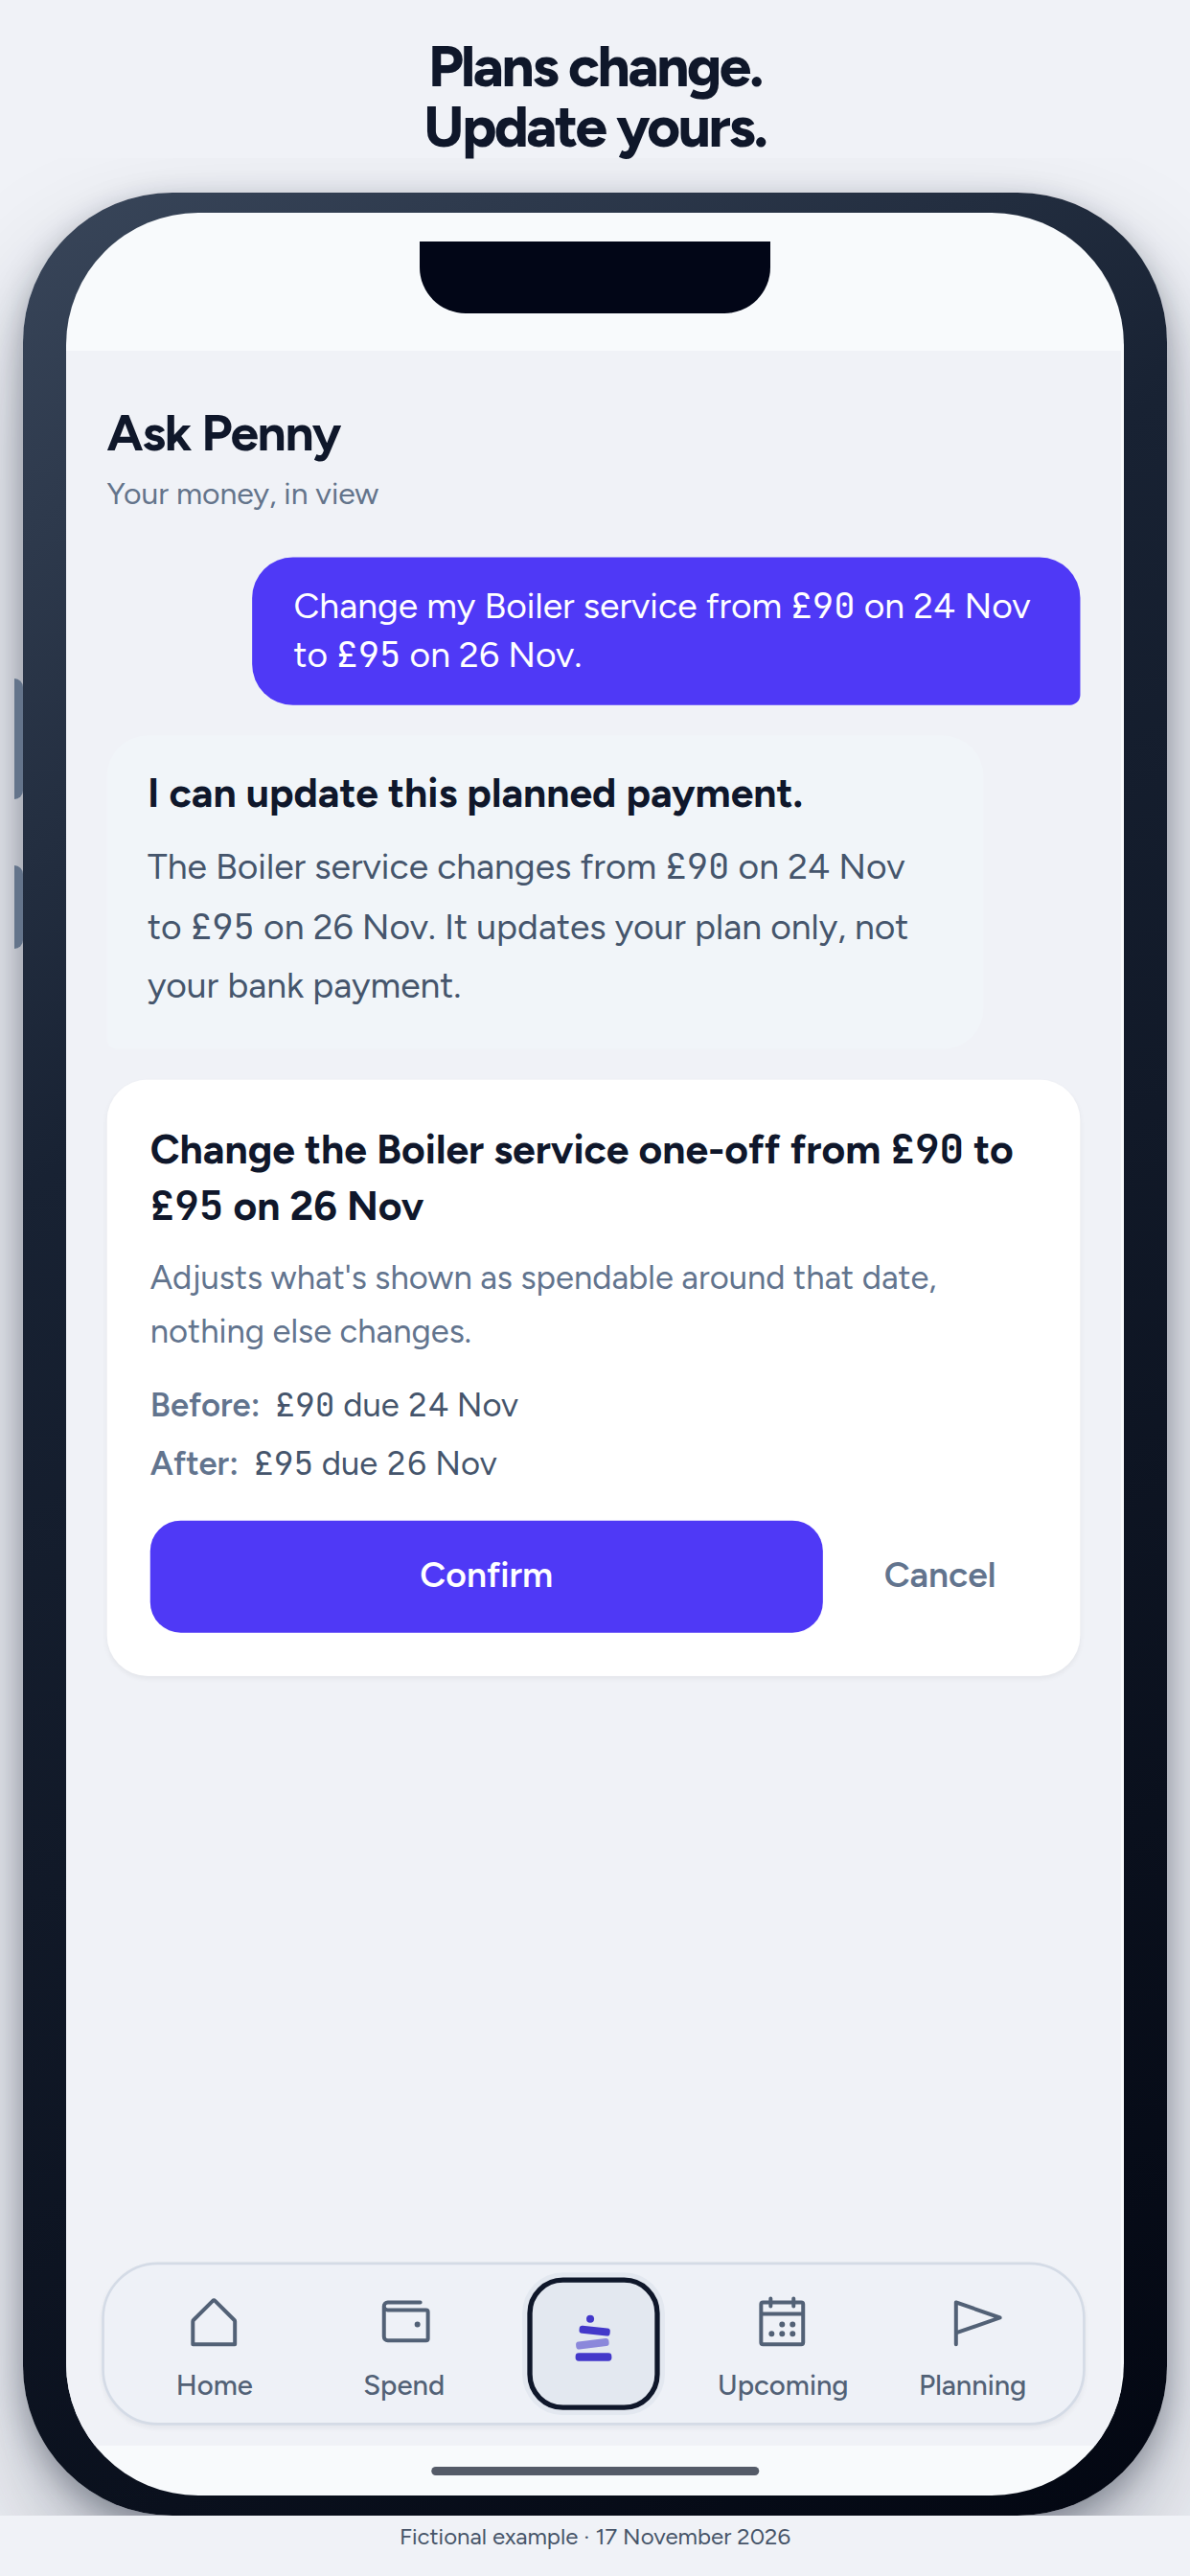 Plans change.
Update yours.
Ask Penny
Your money, in view
Change my Boiler service from £90 on 24 Nov
to £95 on 26 Nov.
I can update this planned payment.
The Boiler service changes from £90 on 24 Nov
to £95 on 26 Nov. It updates your plan only, not
your bank payment.
Change the Boiler service one-off from £90 to
£95 on 26 Nov
Adjusts what's shown as spendable around that date,
nothing else changes.
Before: £90 due 24 Nov
After: £95 due 26 Nov
Confirm Cancel
Home Spend Upcoming Planning
Fictional example · 17 November 2026